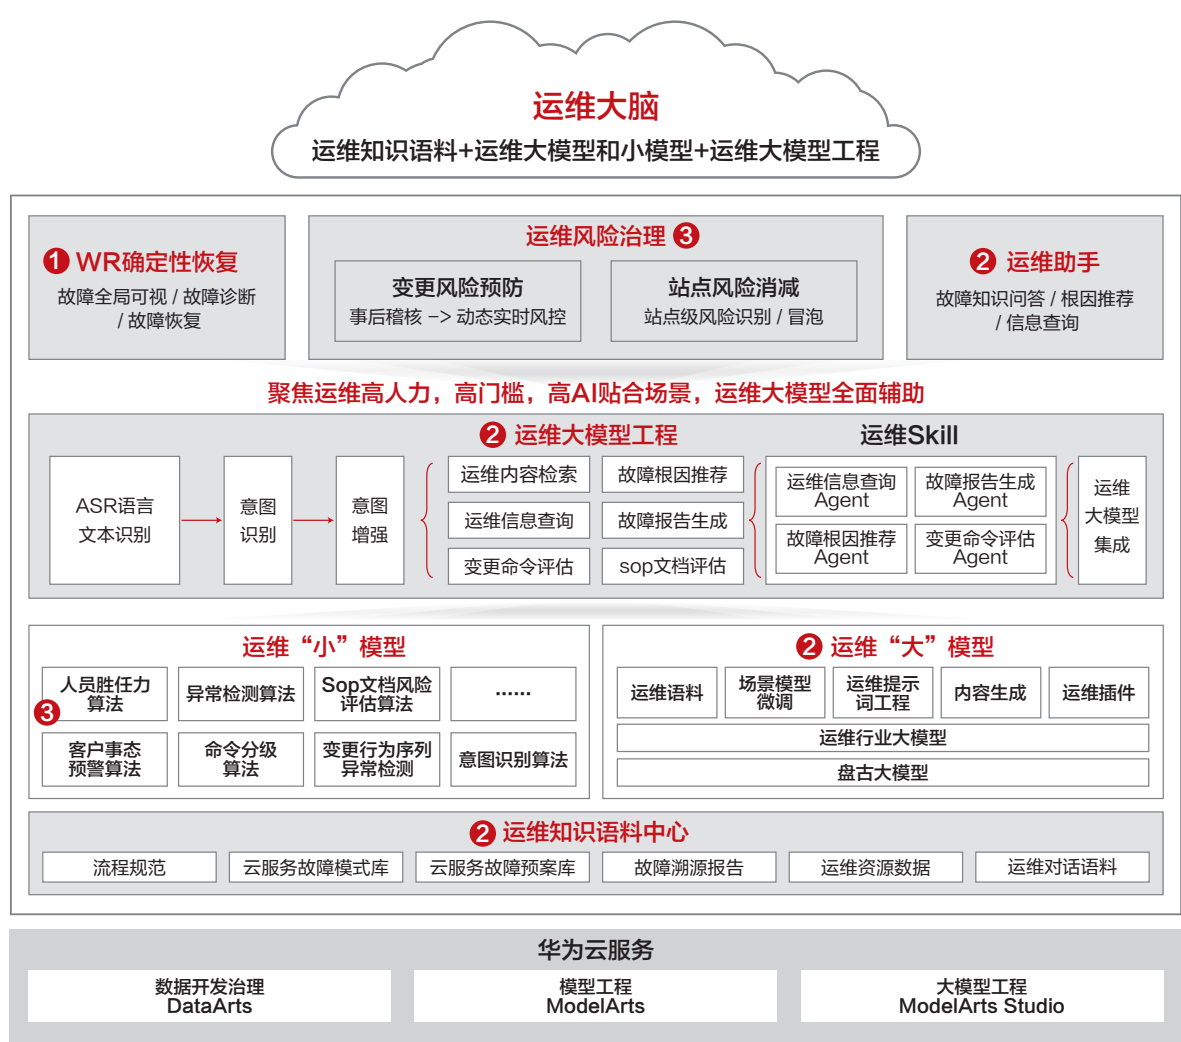 运维大脑
运维知识语料+运维大模型和小模型+运维大模型工程
1 WR确定性恢复
故障全局可视 / 故障诊断
/ 故障恢复
运维风险治理 3
变更风险预防
事后稽核 –> 动态实时风控
站点风险消减
站点级风险识别 / 冒泡
2 运维助手
故障知识问答 / 根因推荐
/ 信息查询
聚焦运维高人力，高门槛，高AI贴合场景，运维大模型全面辅助
2 运维大模型工程
运维Skill
ASR语言
文本识别
意图
识别
意图
增强
运维内容检索
故障根因推荐
运维信息查询
故障报告生成
变更命令评估
sop文档评估
运维信息查询
Agent
故障报告生成
Agent
故障根因推荐
Agent
变更命令评估
Agent
运维
大模型
集成
运维“小”模型
人员胜任力
算法
3
异常检测算法
Sop文档风险
评估算法
......
客户事态
预警算法
命令分级
算法
变更行为序列
异常检测
意图识别算法
2 运维“大”模型
运维语料
场景模型
微调
运维提示
词工程
内容生成
运维插件
运维行业大模型
盘古大模型
2 运维知识语料中心
流程规范
云服务故障模式库
云服务故障预案库
故障溯源报告
运维资源数据
运维对话语料
华为云服务
数据开发治理
DataArts
模型工程
ModelArts
大模型工程
ModelArts Studio